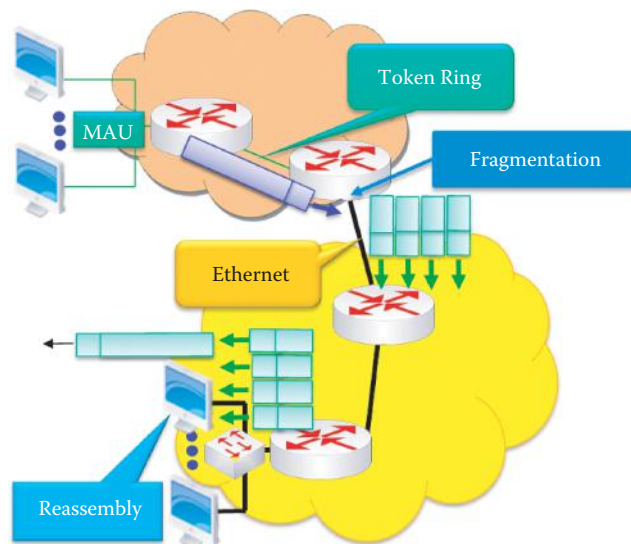 Token Ring
MAU
Fragmentation
Ethernet
Reassembly